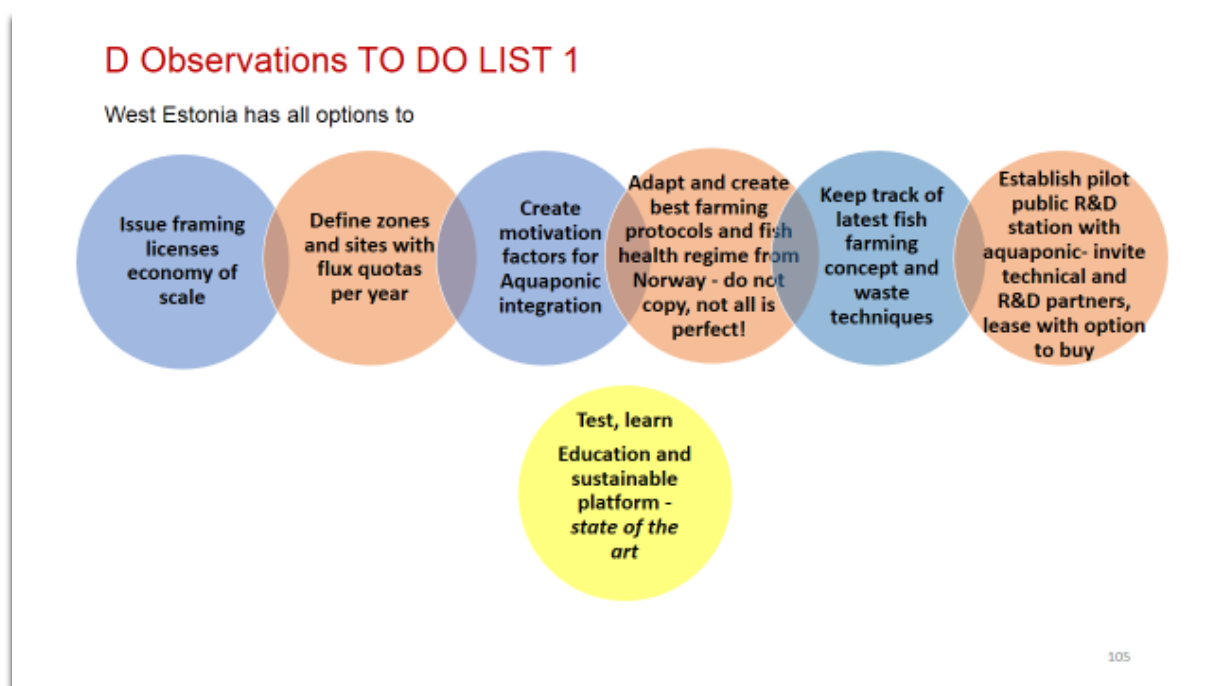 D Observations TO DO LIST 1
West Estonia has all options to
Issue framing
licenses
economy of
scale
Define zones
and sites with
flux quotas
per year
Create
motivation
factors for
Aquaponic
integration
Adapt and create
best farming
protocols and fish
health regime from
Norway - do not
copy, not all is
perfect!
Keep track of
latest fish
farming
concept and
waste
techniques
Establish pilot
public R&D
station with
aquaponic- invite
technical and
R&D partners,
lease with option
to buy
Test, learn
Education and
sustainable
platform -
state of the
art
105